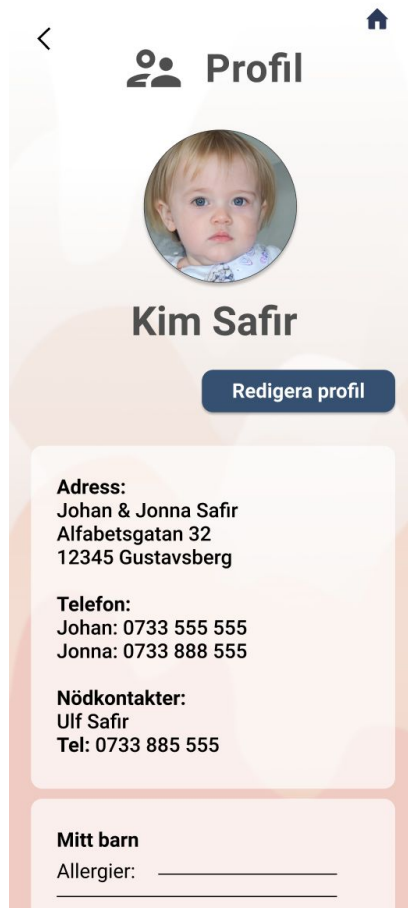 Profil
Kim Safir
Redigera profil
Adress:
Johan & Jonna Safir
Alfabetsgatan 32
12345 Gustavsberg
Telefon:
Johan: 0733 555 555
Jonna: 0733 888 555
Nödkontakter:
Ulf Safir
Tel: 0733 885 555
Mitt barn
Allergier: